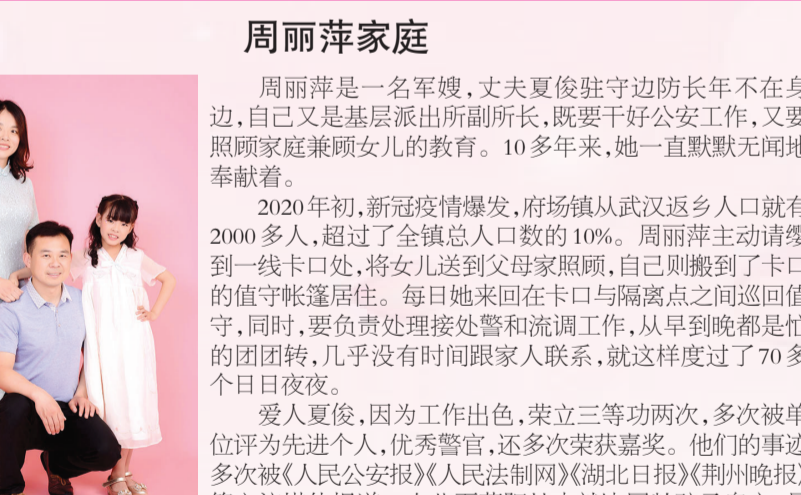 周丽萍家庭
周丽萍是一名军嫂，丈夫夏俊驻守边防长年不在身
边，自己又是基层派出所副所长，既要干好公安工作，又要
照顾家庭兼顾女儿的教育。10多年来，她一直默默无闻地
奉献着。
2020年初，新冠疫情爆发，府场镇从武汉返乡人口就有
2000多人，超过了全镇总人口数的10%。周丽萍主动请缨
到一线卡口处，将女儿送到父母家照顾，自己则搬到了卡口
的值守帐篷居住。每日她来回在卡口与隔离点之间巡回值
守，同时，要负责处理接处警和流调工作，从早到晚都是忙
的团团转，几乎没有时间跟家人联系，就这样度过了70多
个日日夜夜。
爱人夏俊，因为工作出色，荣立三等功两次，多次被单
位评为先进个人，优秀警官，还多次荣获嘉奖。他们的事迹
多次被《人民公安报》《人民法制网》《湖北日报》《荆州晚报》